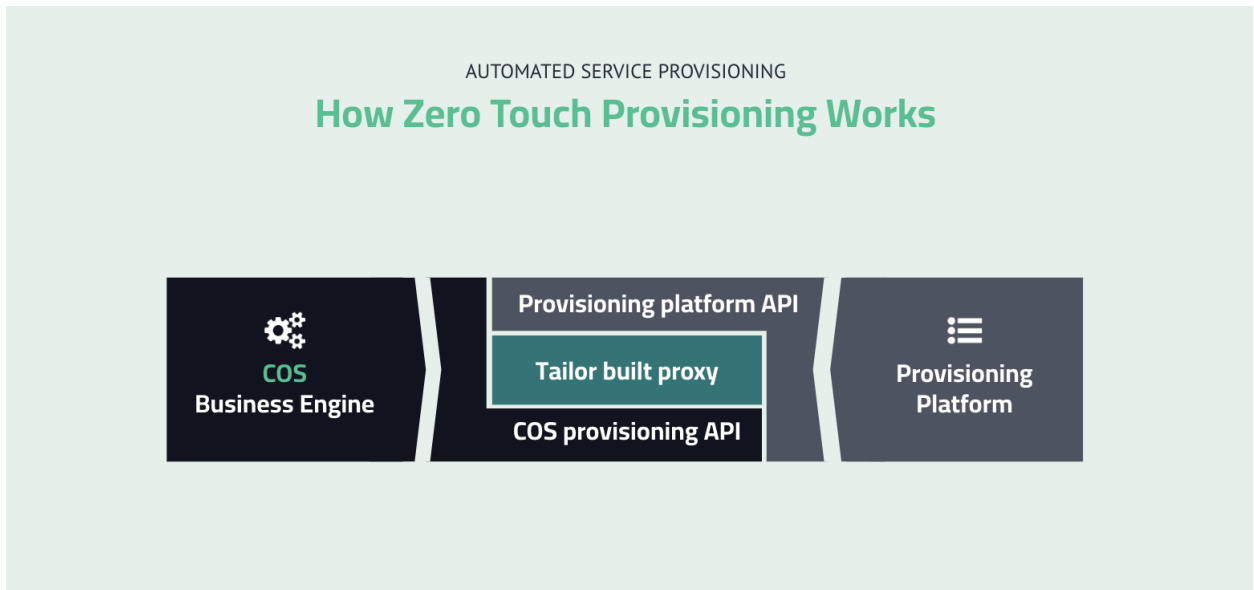 AUTOMATED SERVICE PROVISIONING
How Zero Touch Provisioning Works
COS
Business Engine
Provisioning platform API
Tailor built proxy
COS provisioning API
Provisioning
Platform